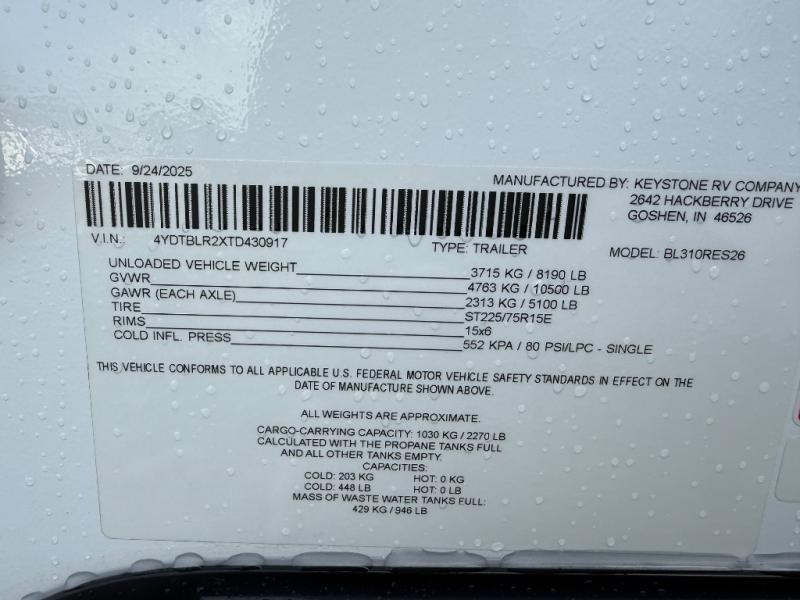 DATE: 9/24/2025
MANUFACTURED BY: KEYSTONE RV COMPANY
2642 HACKBERRY DRIVE
GOSHEN, IN 46526
V.I.N.: 4YDTBLR2XTD430917 TYPE: TRAILER MODEL: BL310RES26
UNLOADED VEHICLE WEIGHT 3715 KG / 8190 LB
GVWR 4763 KG / 10500 LB
GAWR (EACH AXLE) 2313 KG / 5100 LB
TIRE ST225/75R15E
RIMS 15x6
COLD INFL. PRESS 552 KPA / 80 PSI/LPC - SINGLE
THIS VEHICLE CONFORMS TO ALL APPLICABLE U.S. FEDERAL MOTOR VEHICLE SAFETY STANDARDS IN EFFECT ON THE
DATE OF MANUFACTURE SHOWN ABOVE.
ALL WEIGHTS ARE APPROXIMATE.
CARGO-CARRYING CAPACITY: 1030 KG / 2270 LB
CALCULATED WITH THE PROPANE TANKS FULL
AND ALL OTHER TANKS EMPTY.
CAPACITIES:
COLD: 203 KG HOT: 0 KG
COLD: 448 LB HOT: 0 LB
MASS OF WASTE WATER TANKS FULL:
429 KG / 946 LB